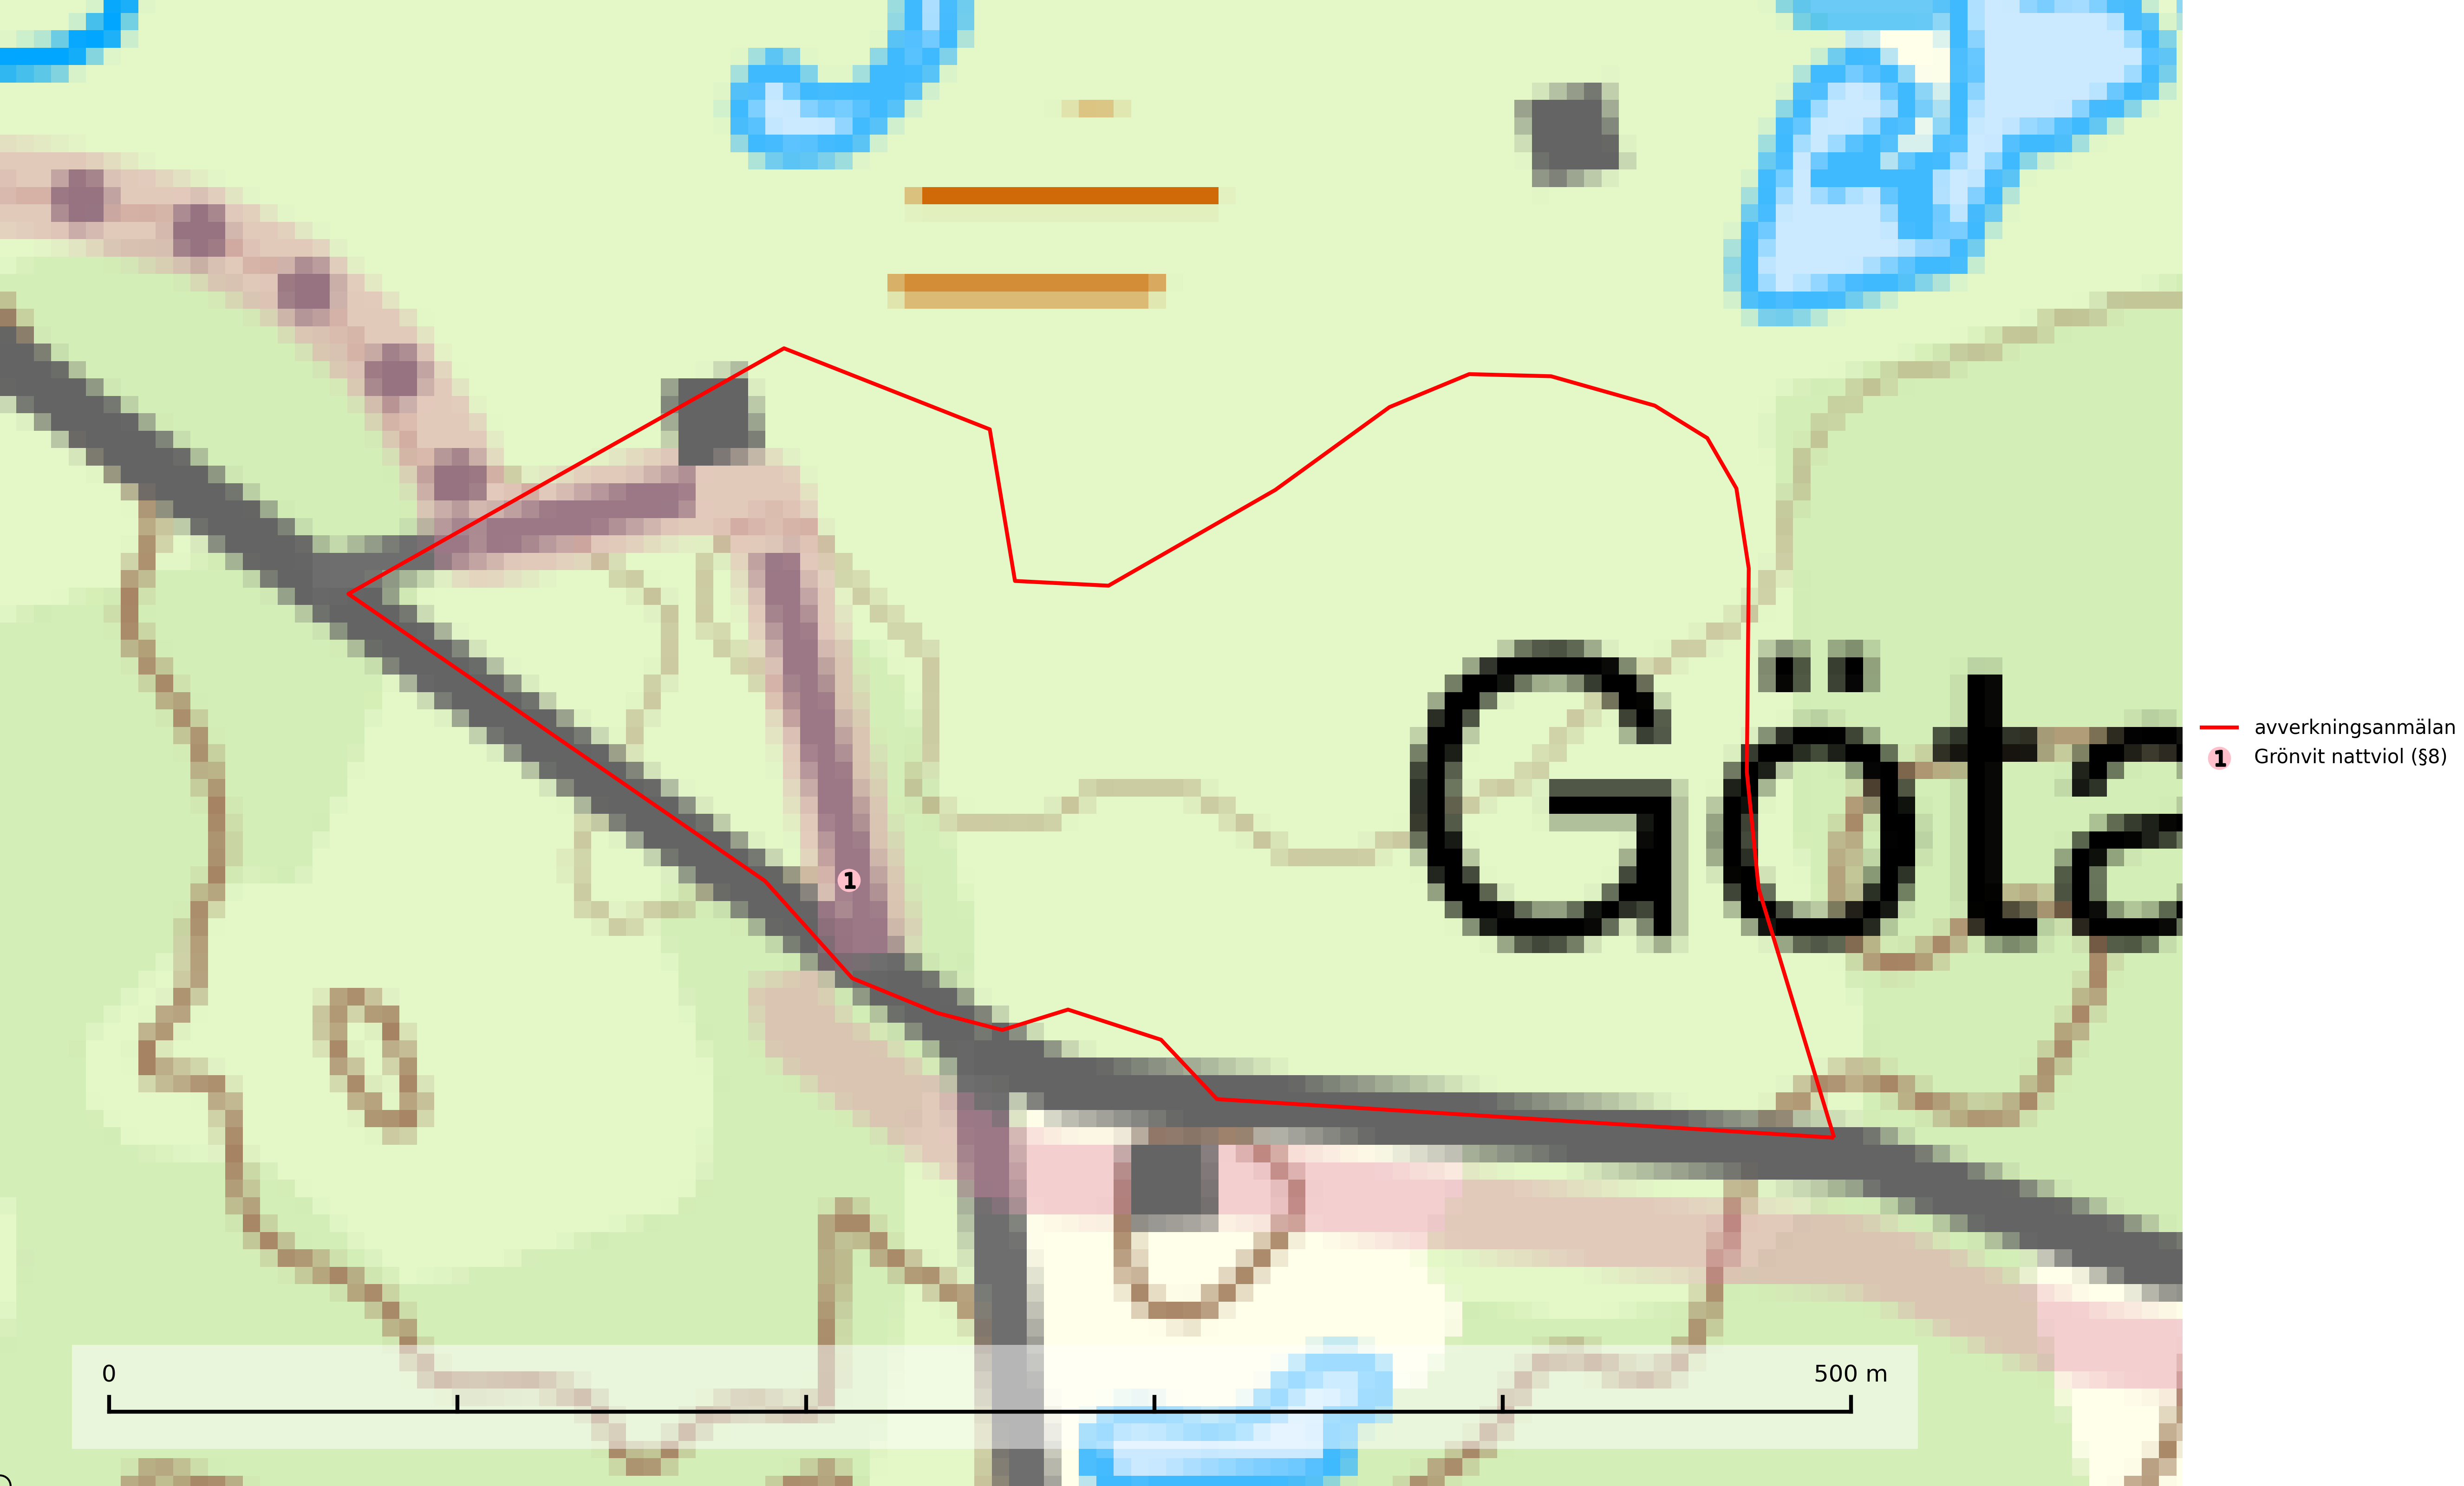 Göta
avverkningsanmälan
1 Grönvit nattviol (§8)
1
0
500 m